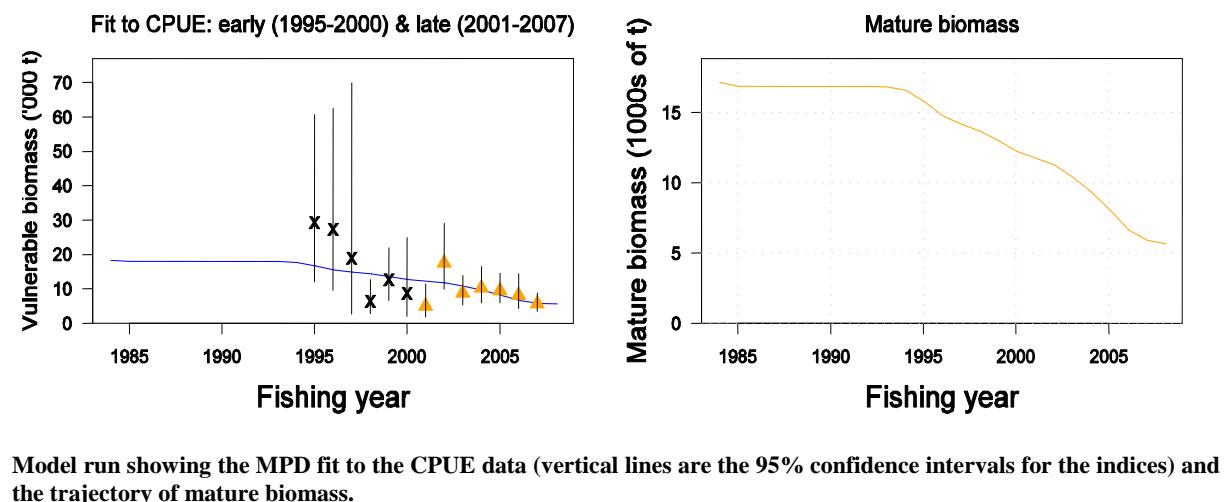 Fit to CPUE: early (1995-2000) & late (2001-2007)
Vulnerable biomass ('000 t)
70
60
50
40
30
20
10
0
1985 1990 1995 2000 2005
Fishing year
Mature biomass
Mature biomass (1000s of t)
15
10
5
0
1985 1990 1995 2000 2005
Fishing year
Model run showing the MPD fit to the CPUE data (vertical lines are the 95% confidence intervals for the indices) and
the trajectory of mature biomass.